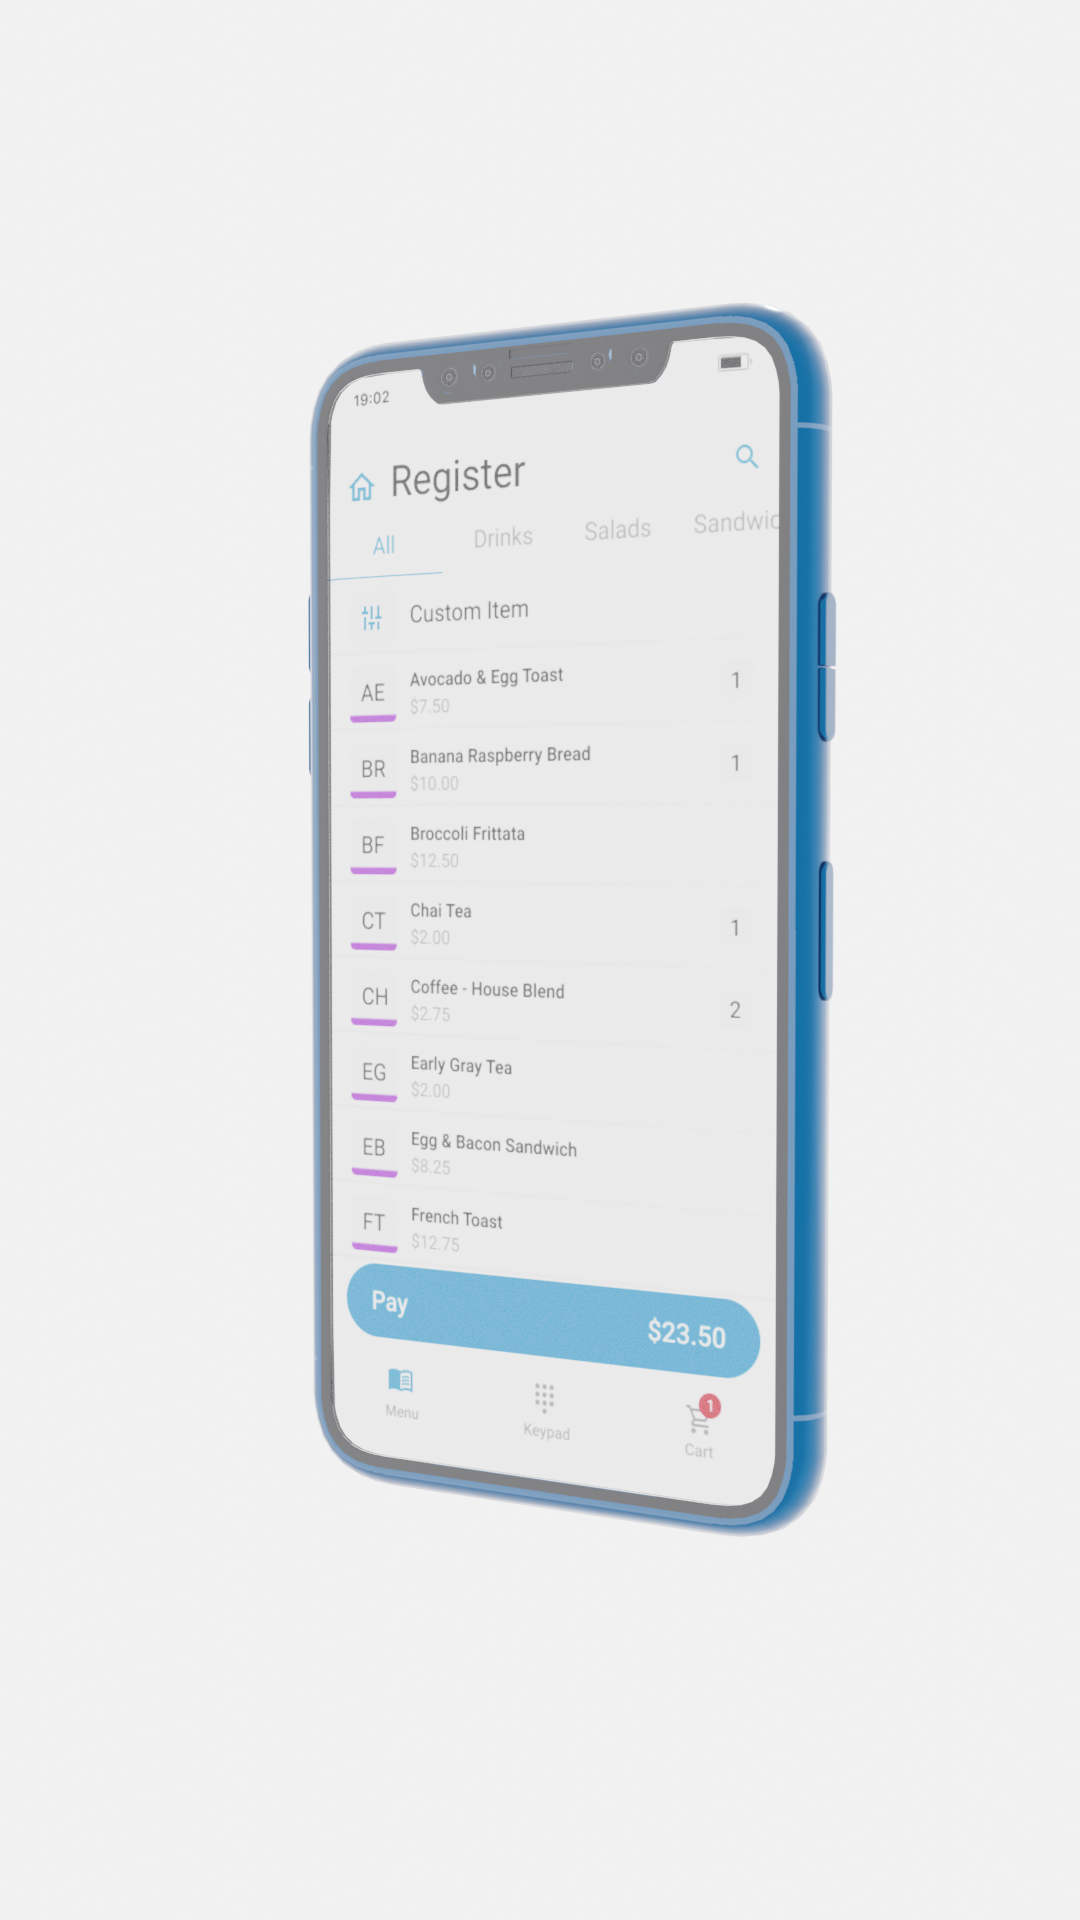 19:02
Register
All Drinks Salads Sandwic
Custom Item
AE Avocado & Egg Toast 1
$7.50
BR Banana Raspberry Bread 1
$10.00
BF Broccoli Frittata
$12.50
CT Chai Tea 1
$2.00
CH Coffee - House Blend 2
$2.75
EG Early Gray Tea
$2.00
EB Egg & Bacon Sandwich
$8.25
FT French Toast
$12.75
Pay $23.50
1
Menu Keypad Cart